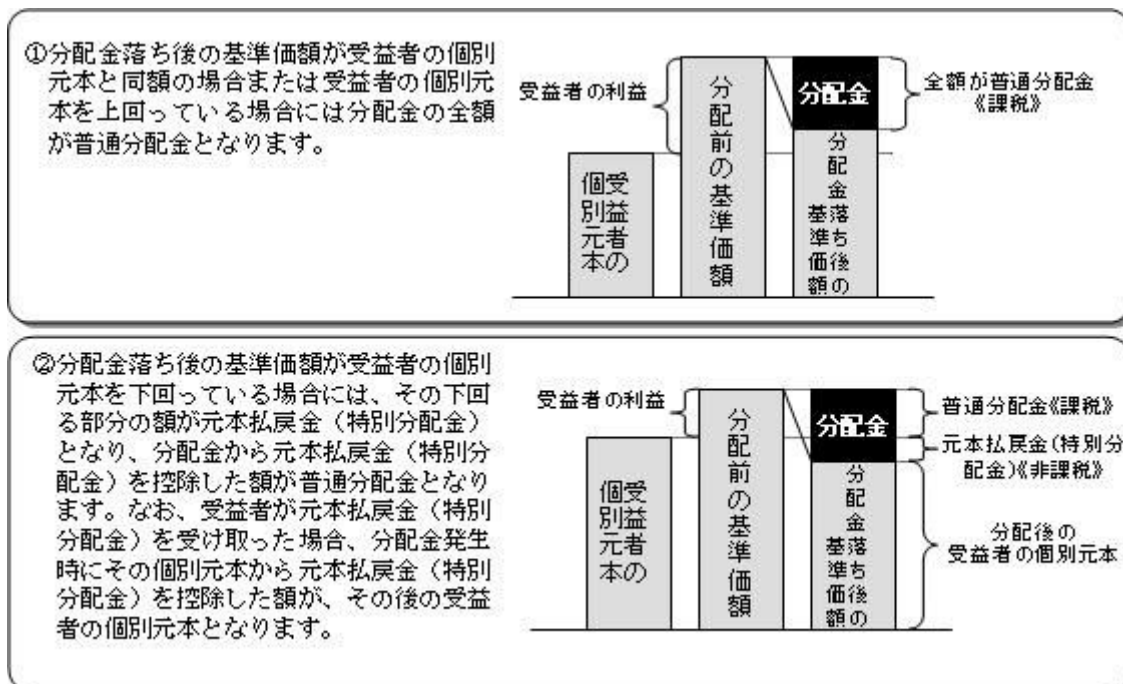 ①分配金落ち後の基準価額が受益者の個別
元本と同額の場合または受益者の個別元
本を上回っている場合には分配金の全額
が普通分配金となります。
受益者の利益
受益者の
個別元本
分配前の基準価額
分配金
分配金落ち後の
基準価額
全額が普通分配金
《課税》
②分配金落ち後の基準価額が受益者の個別
元本を下回っている場合には、その下回
る部分の額が元本払戻金（特別分配金）
となり、分配金から元本払戻金（特別分
配金）を控除した額が普通分配金となり
ます。なお、受益者が元本払戻金（特別
分配金）を受け取った場合、分配金発生
時にその個別元本から元本払戻金（特別
分配金）を控除した額が、その後の受益
者の個別元本となります。
受益者の利益
受益者の
個別元本
分配前の基準価額
分配金
分配金落ち後の
基準価額
普通分配金《課税》
元本払戻金(特別分
配金)《非課税》
分配後の
受益者の個別元本